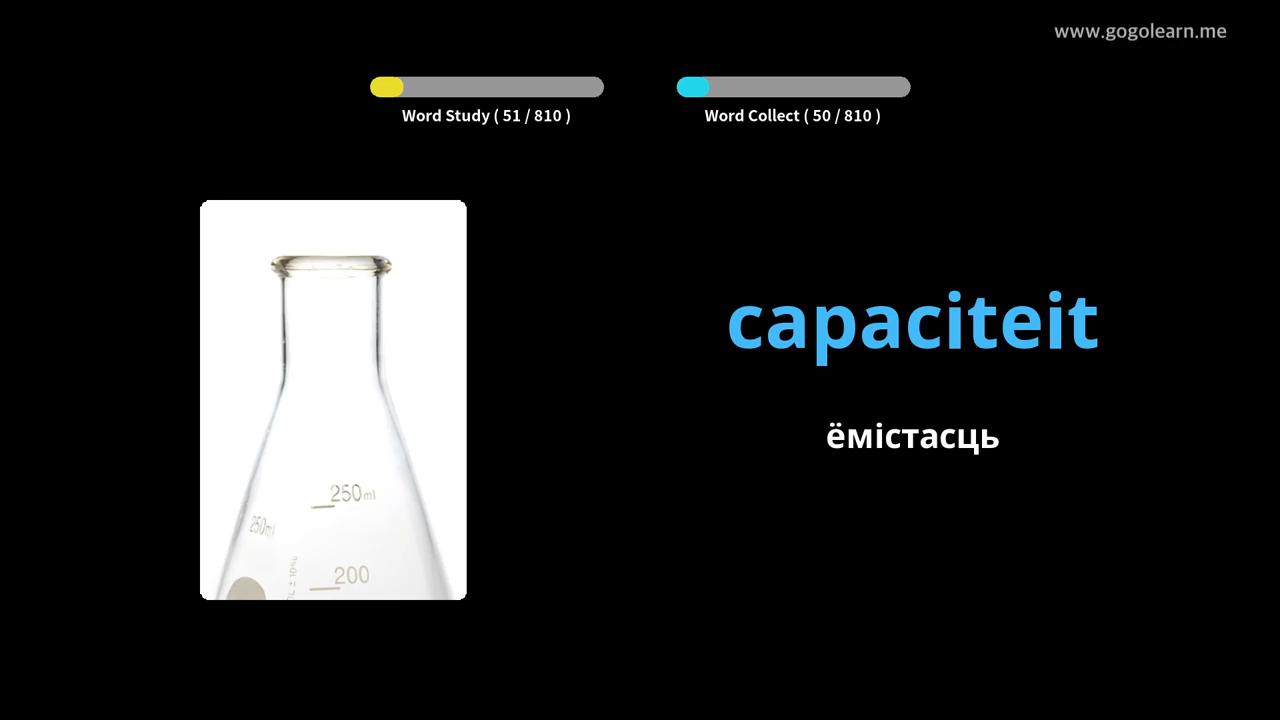 www.gogolearn.me
Word Study ( 51 / 810 )
Word Collect ( 50 / 810 )
capaciteit
ёмістасць
250ml
250ml
200